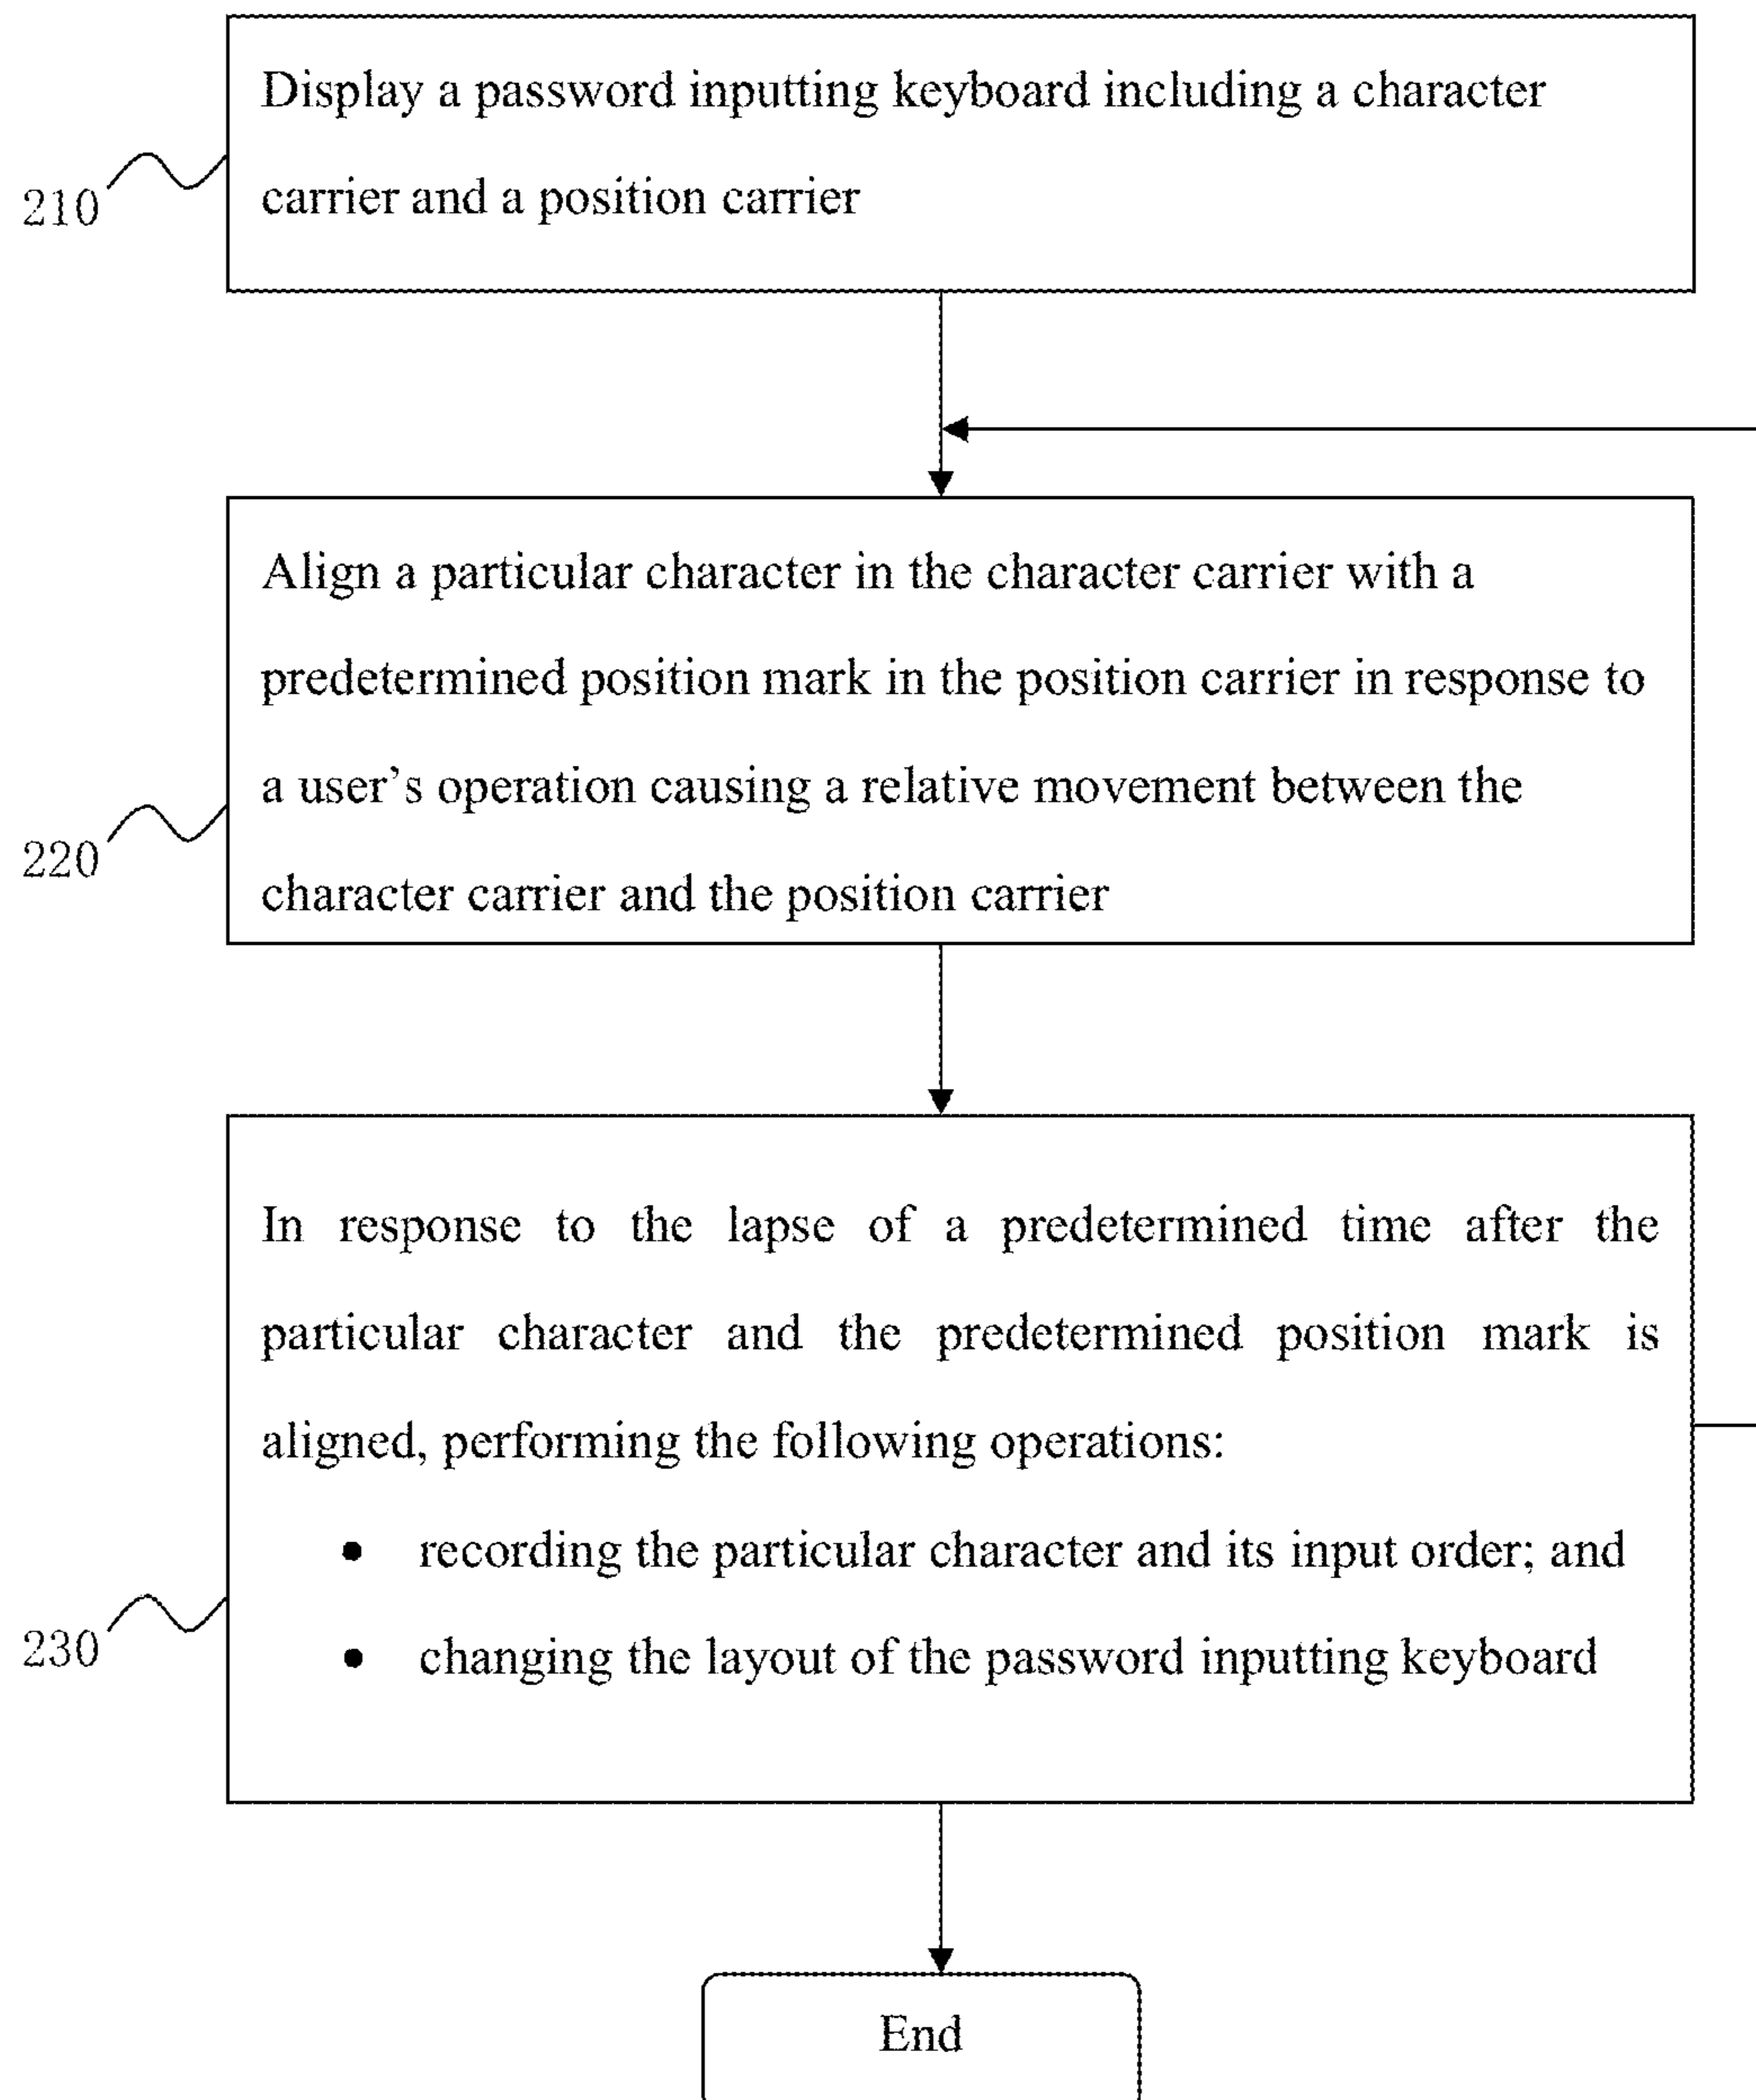 Display a password inputting keyboard including a character
carrier and a position carrier
210
Align a particular character in the character carrier with a
predetermined position mark in the position carrier in response to
a user’s operation causing a relative movement between the
220
character carrier and the position carrier
In response to the lapse of a predetermined time after the
particular character and the predetermined position mark is
aligned, performing the following operations:
• recording the particular character and its input order; and
230
• changing the layout of the password inputting keyboard
End